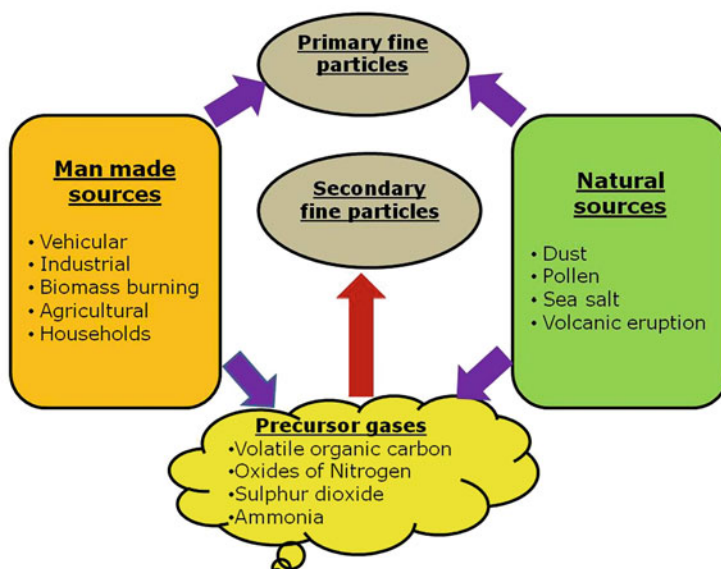 Primary fine
particles
Man made
sources
• Vehicular
• Industrial
• Biomass burning
• Agricultural
• Households
Secondary
fine particles
Natural
sources
• Dust
• Pollen
• Sea salt
• Volcanic eruption
Precursor gases
•Volatile organic carbon
•Oxides of Nitrogen
•Sulphur dioxide
•Ammonia